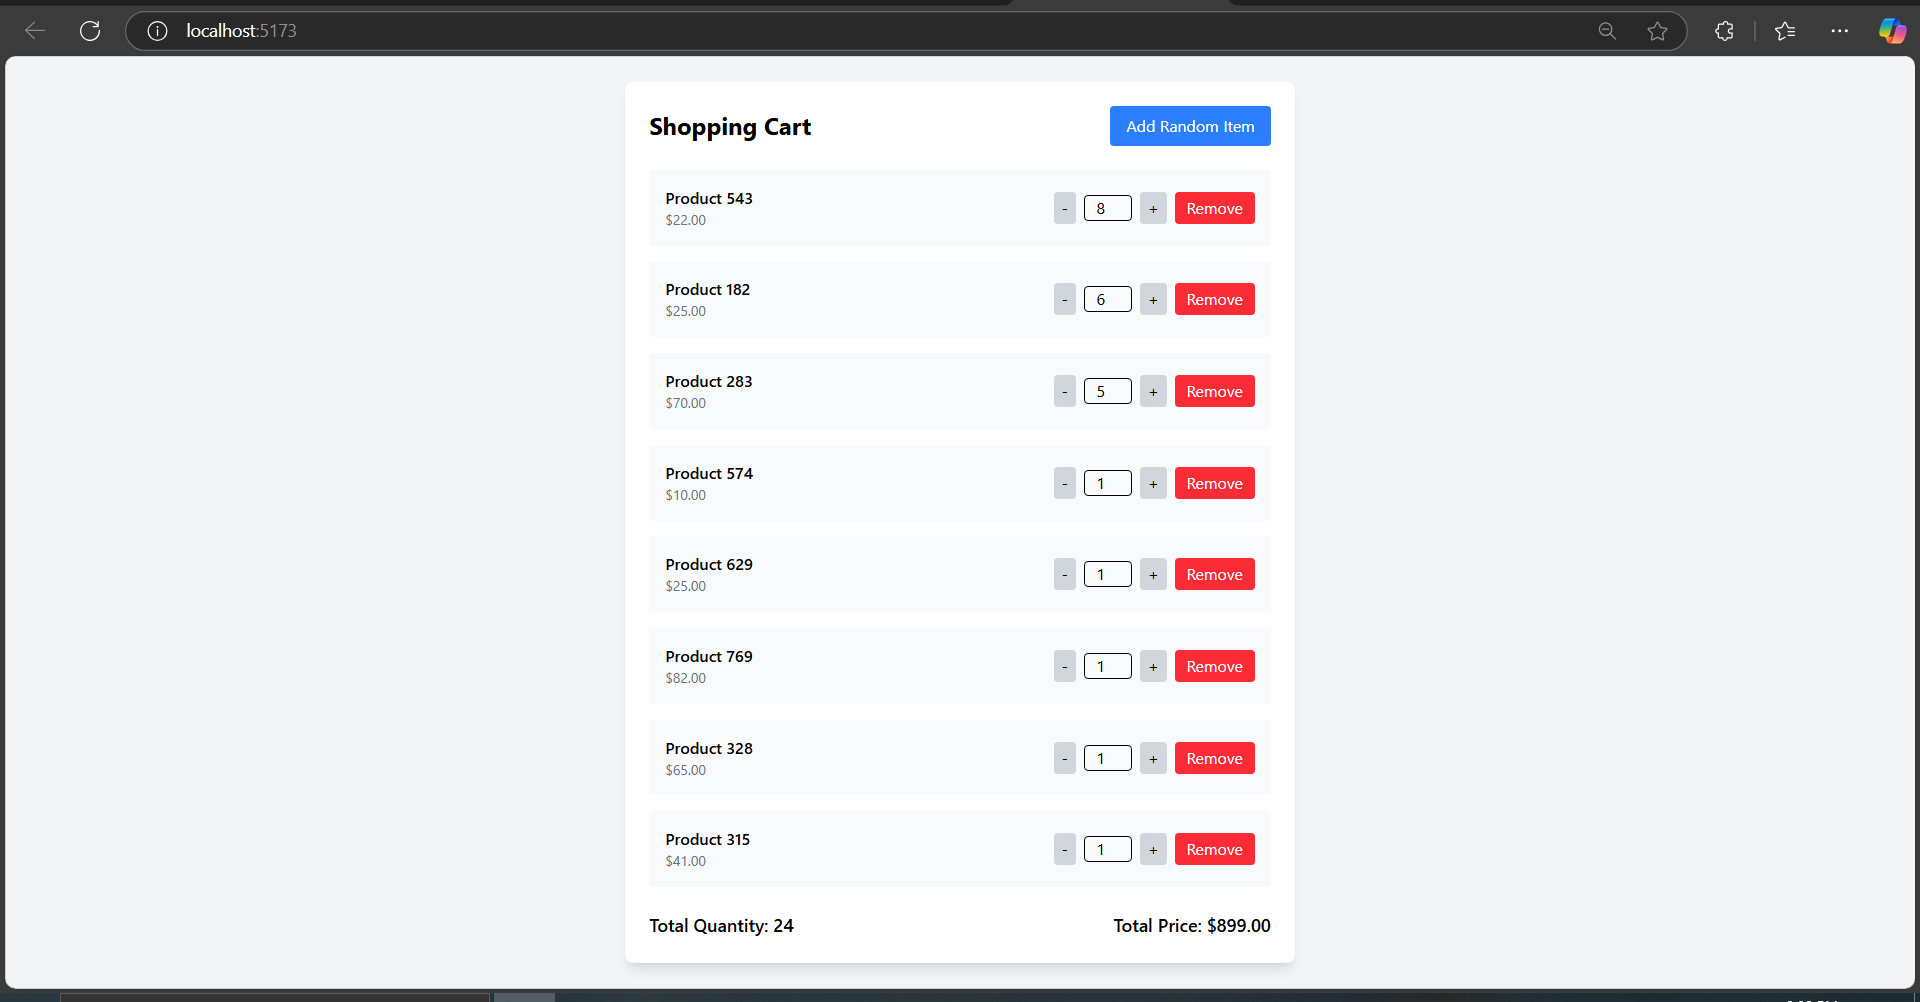 localhost:5173
Shopping Cart
Add Random Item
Product 543
$22.00
- 8 + Remove
Product 182
$25.00
- 6 + Remove
Product 283
$70.00
- 5 + Remove
Product 574
$10.00
- 1 + Remove
Product 629
$25.00
- 1 + Remove
Product 769
$82.00
- 1 + Remove
Product 328
$65.00
- 1 + Remove
Product 315
$41.00
- 1 + Remove
Total Quantity: 24
Total Price: $899.00